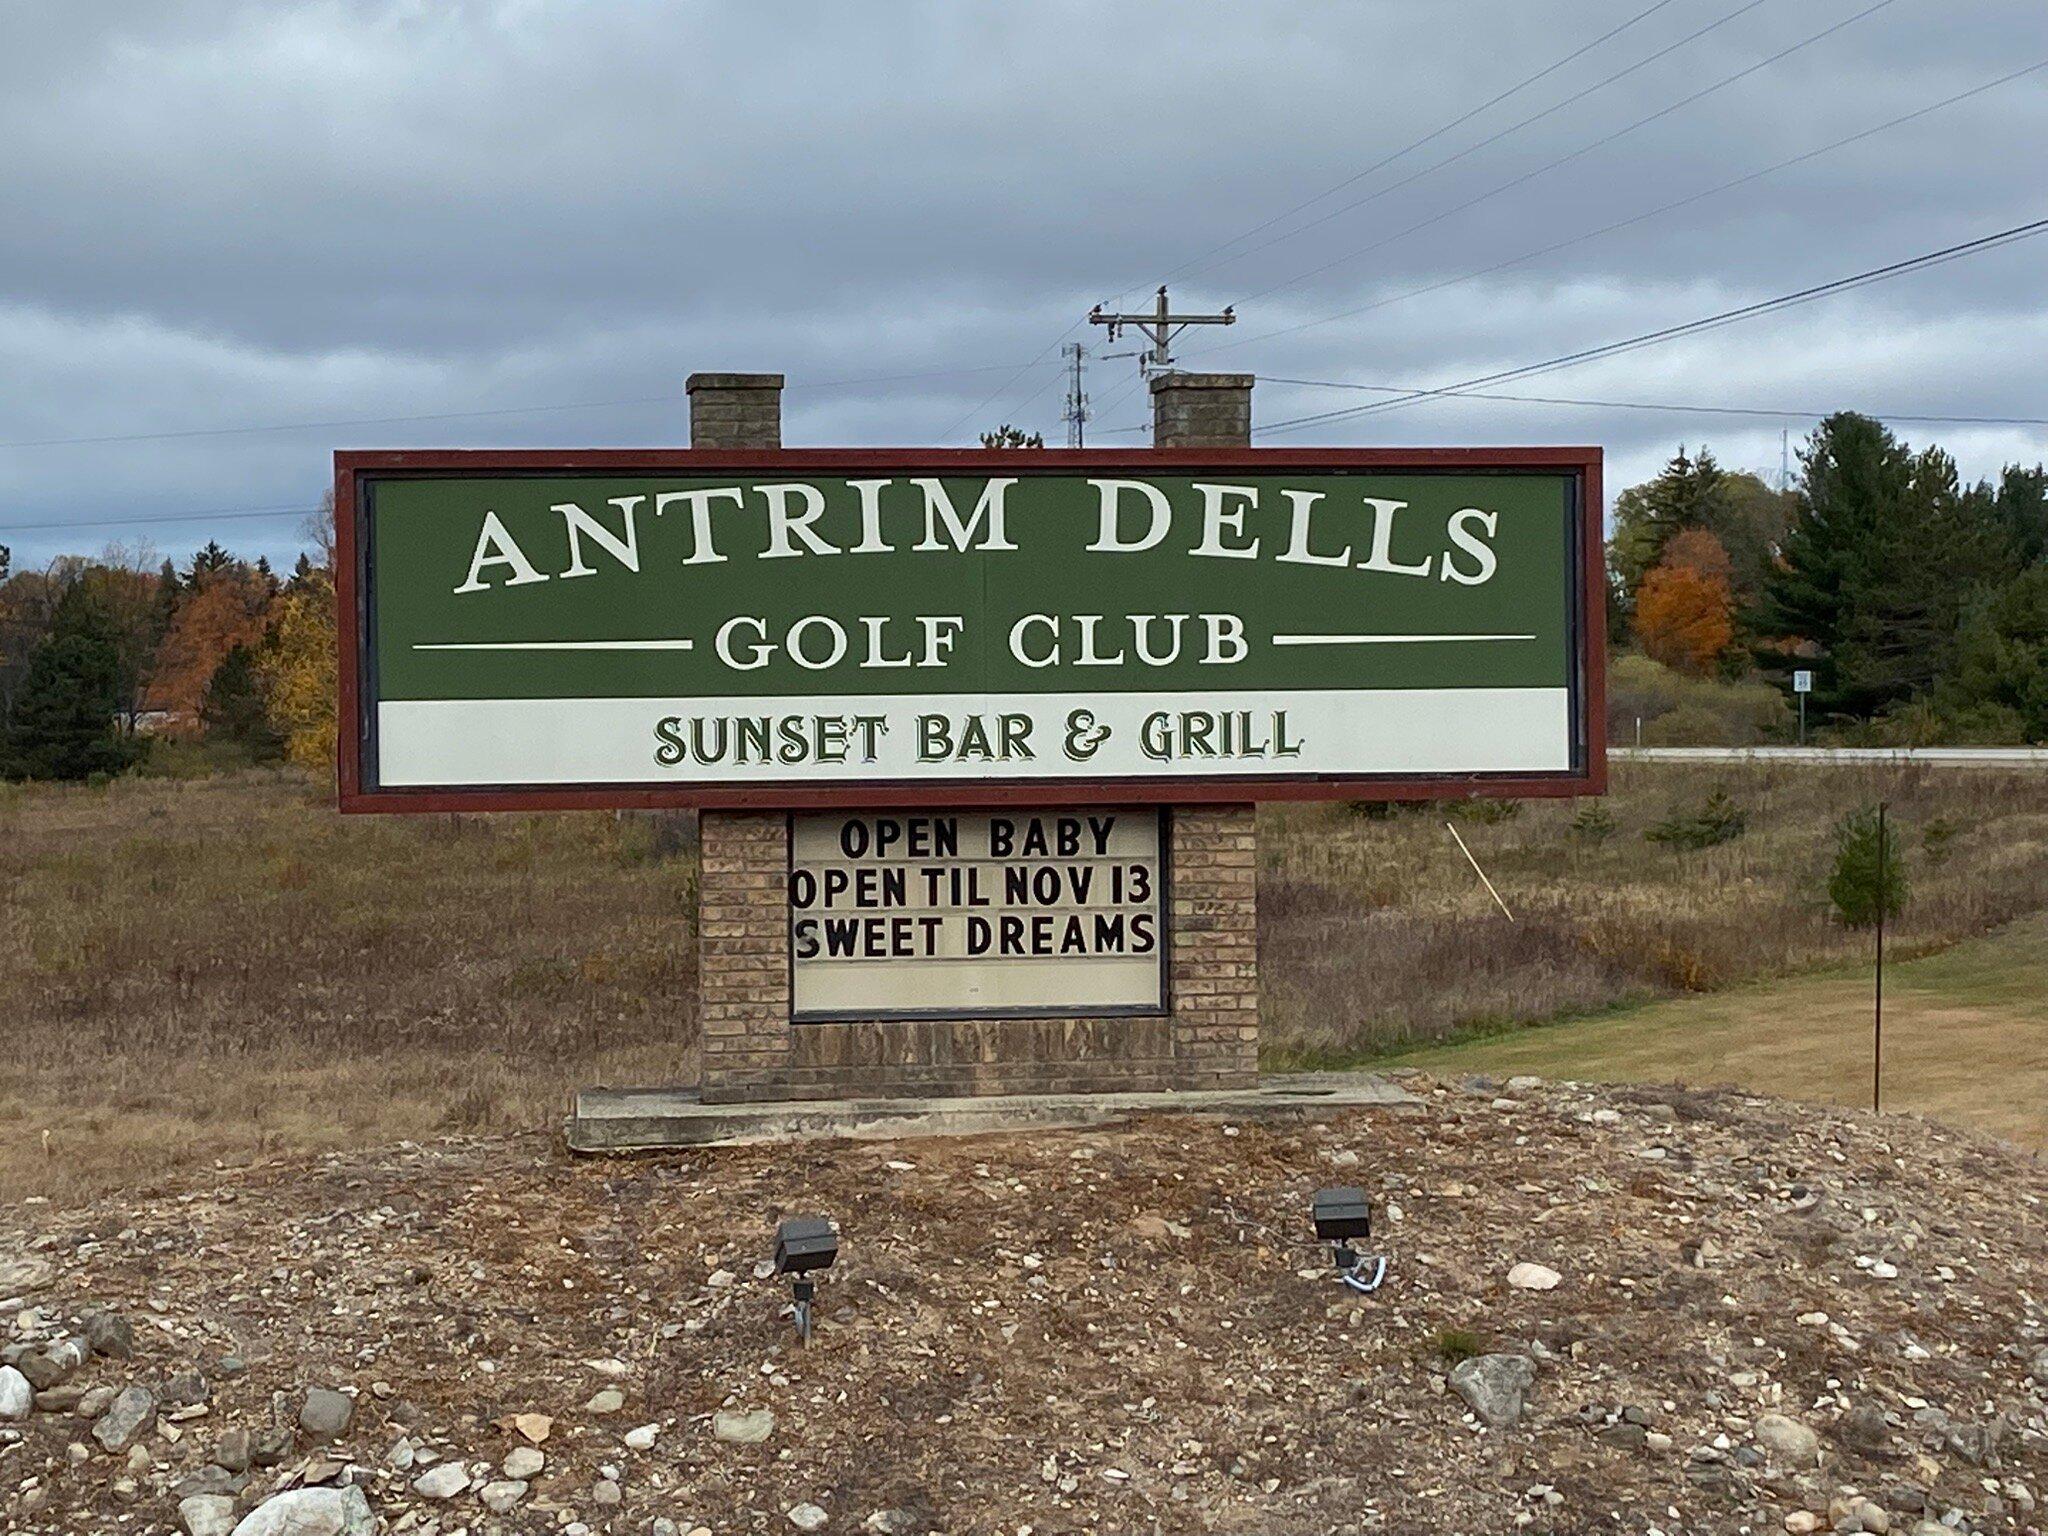 ANTRIM DELLS
GOLF CLUB
SUNSET BAR & GRILL
OPEN BABY
OPEN TIL NOV 13
SWEET DREAMS